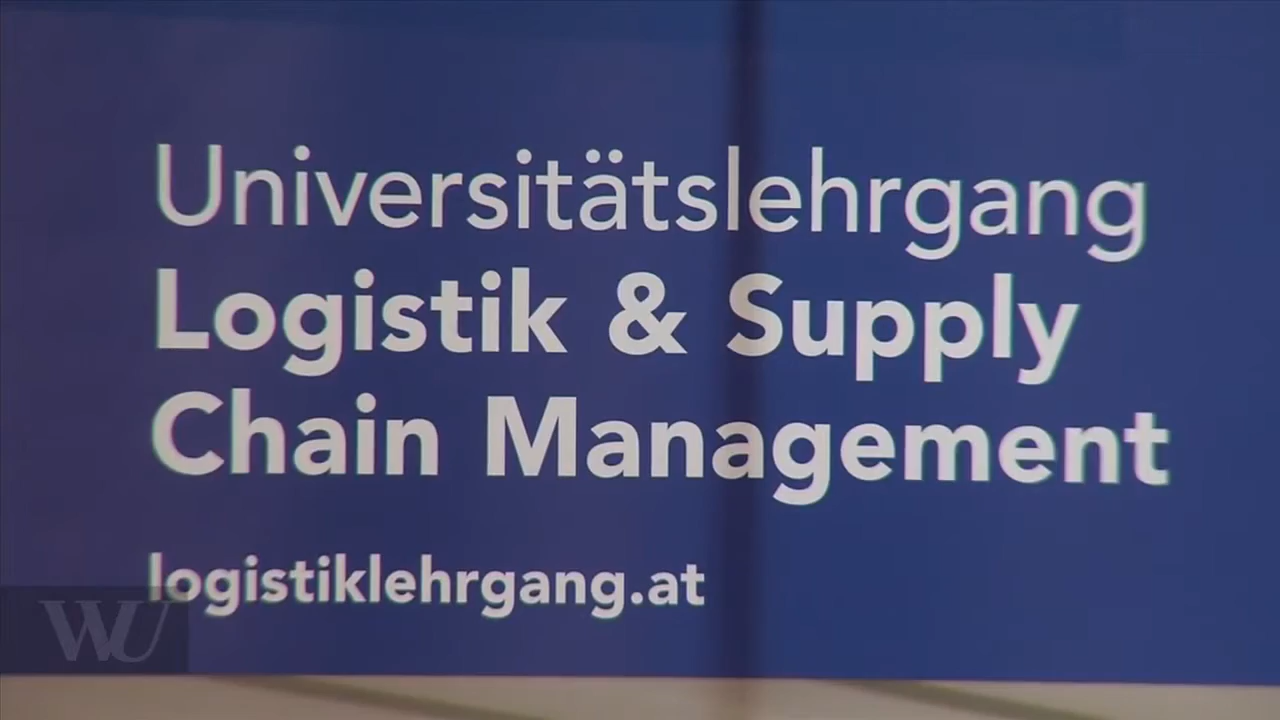 Universitätslehrgang
Logistik & Supply
Chain Management
logistiklehrgang.at
WU